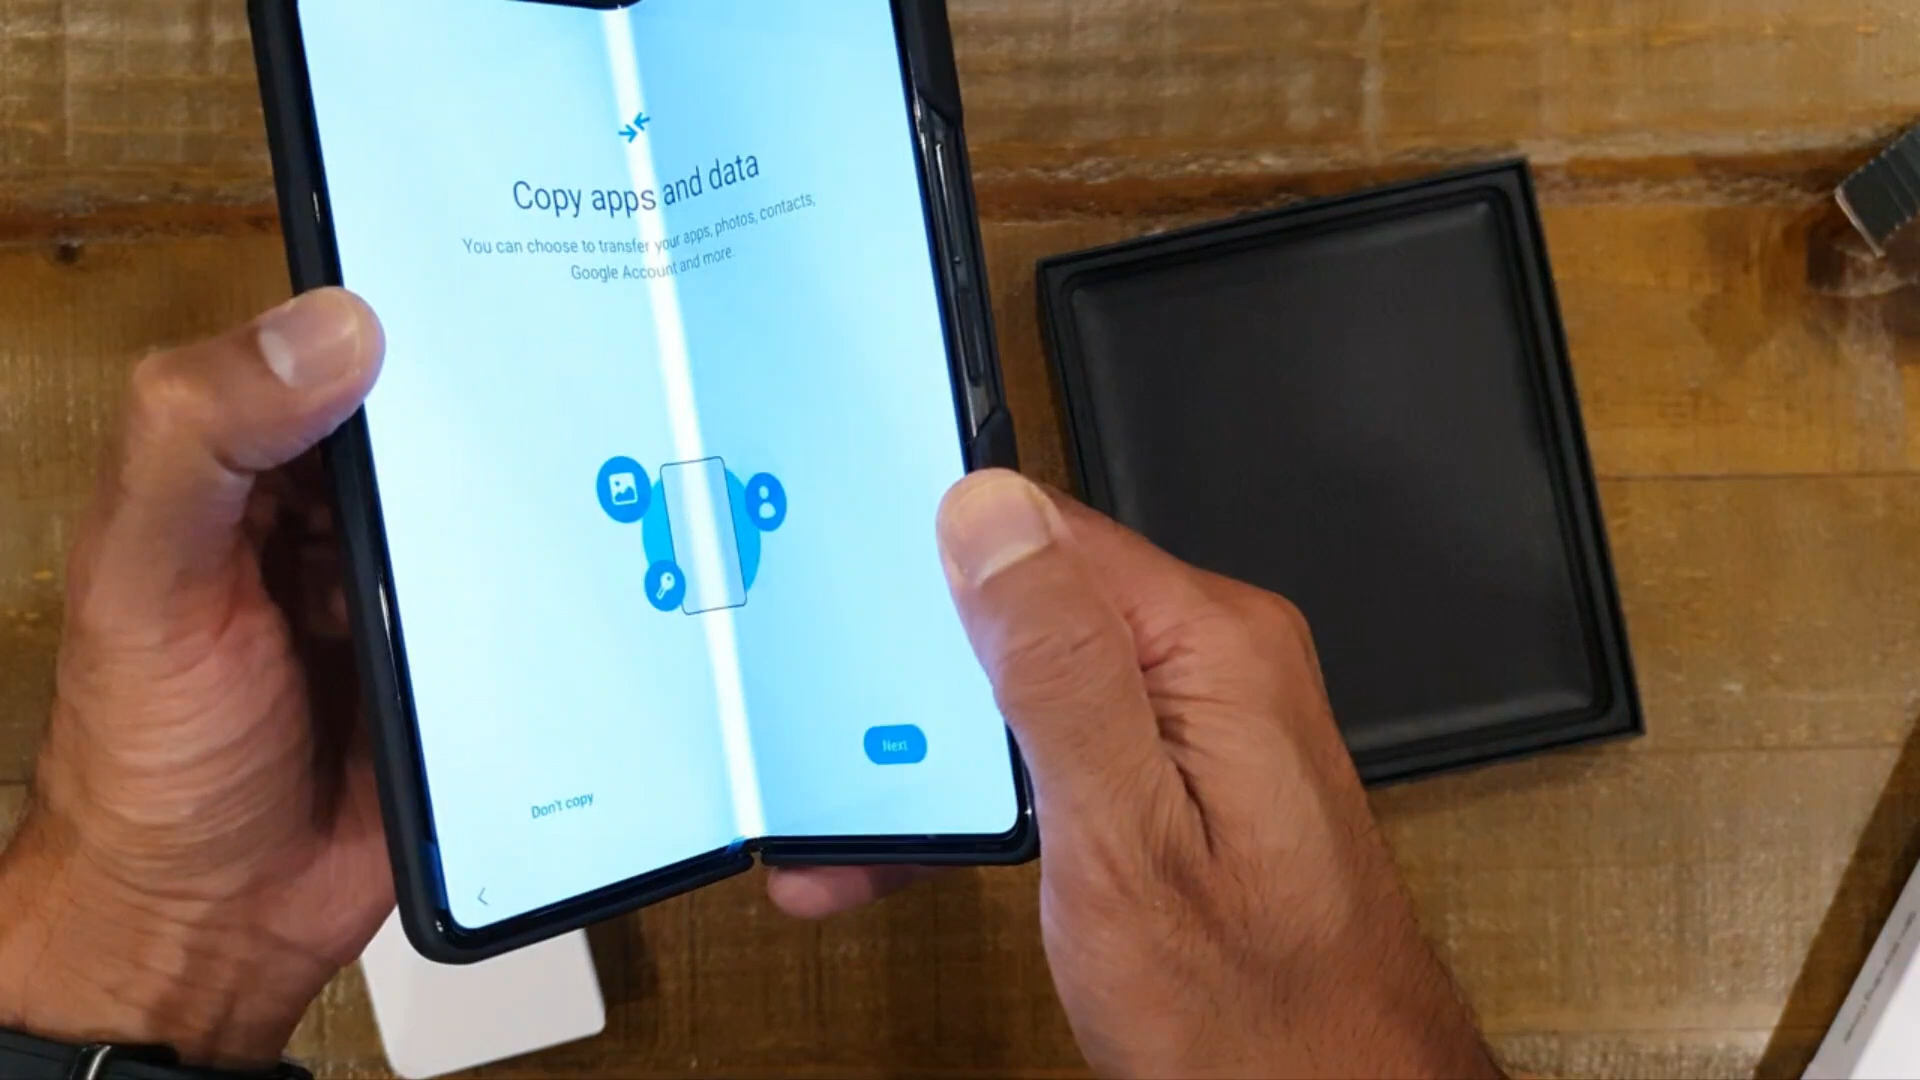 Copy apps and data
You can choose to transfer your apps, photos, contacts,
Google Account and more.
Next
Don't copy